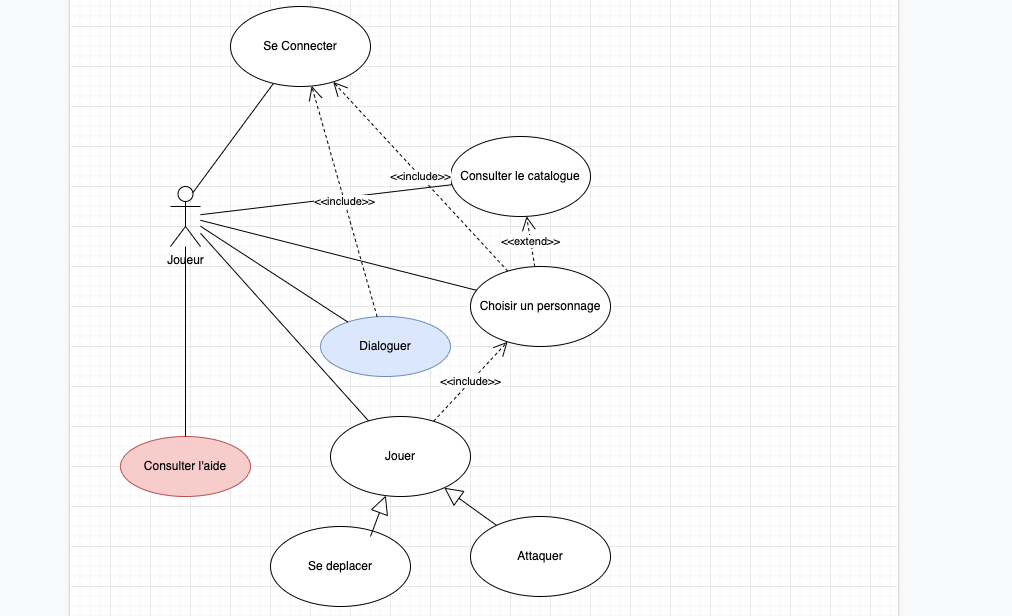 Se Connecter
<<include>>
Consulter le catalogue
<<include>>
<<extend>>
Joueur
Choisir un personnage
Dialoguer
<<include>>
Jouer
Consulter l'aide
Attaquer
Se deplacer